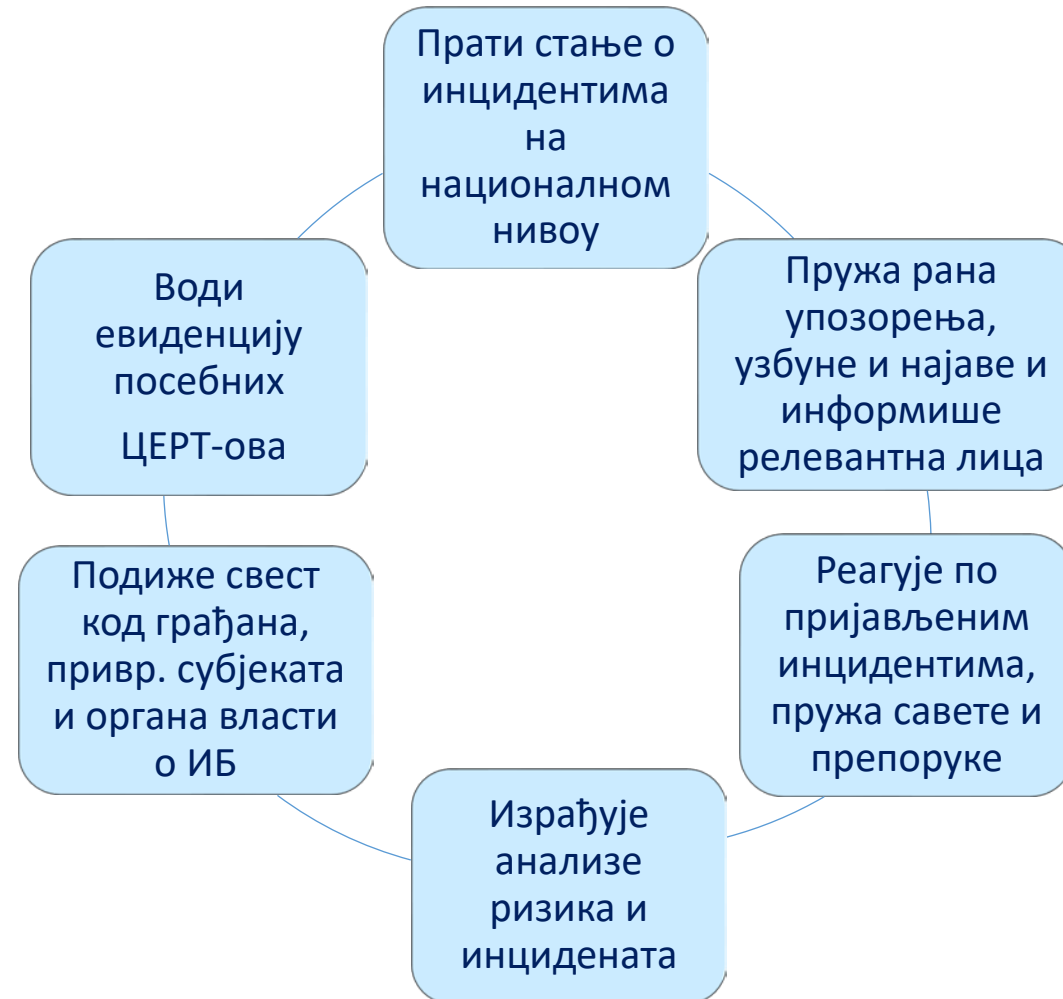 Прати стање о
инцидентима
на
националном
нивоу
Пружа рана
упозорења,
узбуне и најаве и
информише
релевантна лица
Реагује по
пријављеним
инцидентима,
пружа савете и
препоруке
Израђује
анализе
ризика и
инцидената
Подиже свест
код грађана,
привр. субјеката
и органа власти
о ИБ
Води
евиденцију
посебних
ЦЕРТ-ова